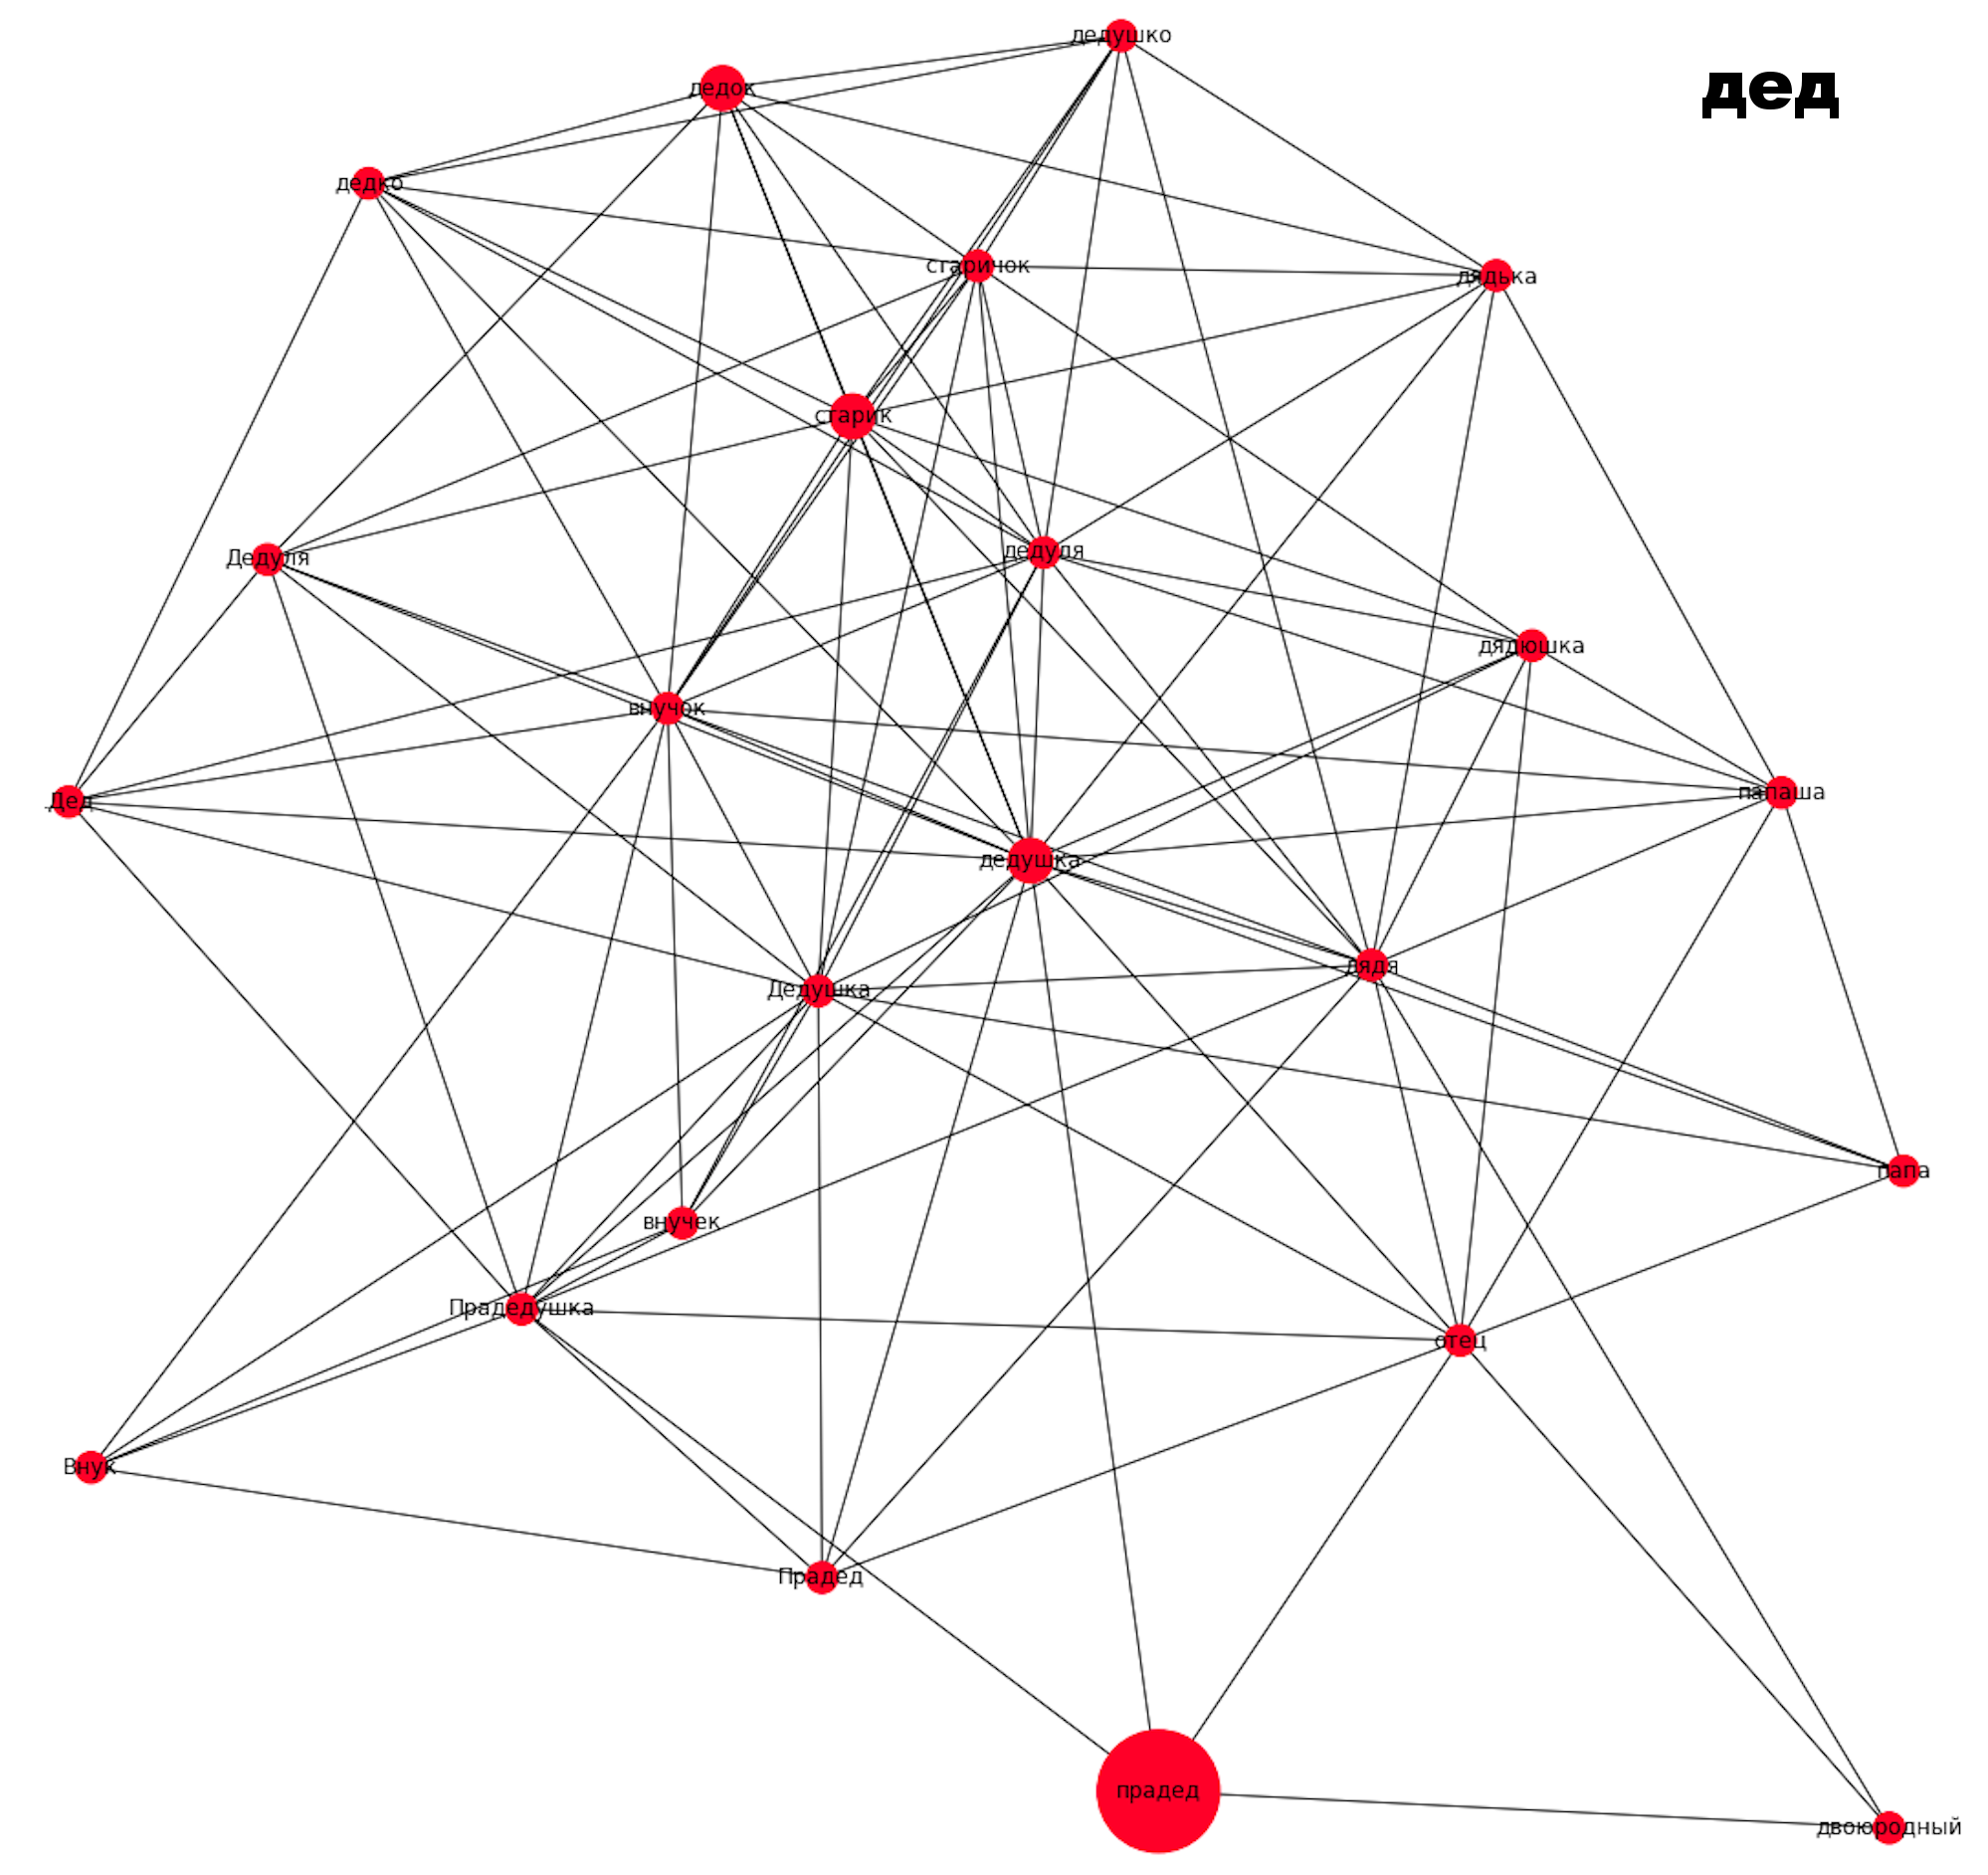 дедушко
дед
дедок
дедко
старичок
дядька
старик
Дедуля
дедуля
дядюшка
внучок
Дед
папаша
дедушка
дядя
Дедушка
папа
внучек
Прадедушка
отец
Внук
Прадед
прадед
двоюродный